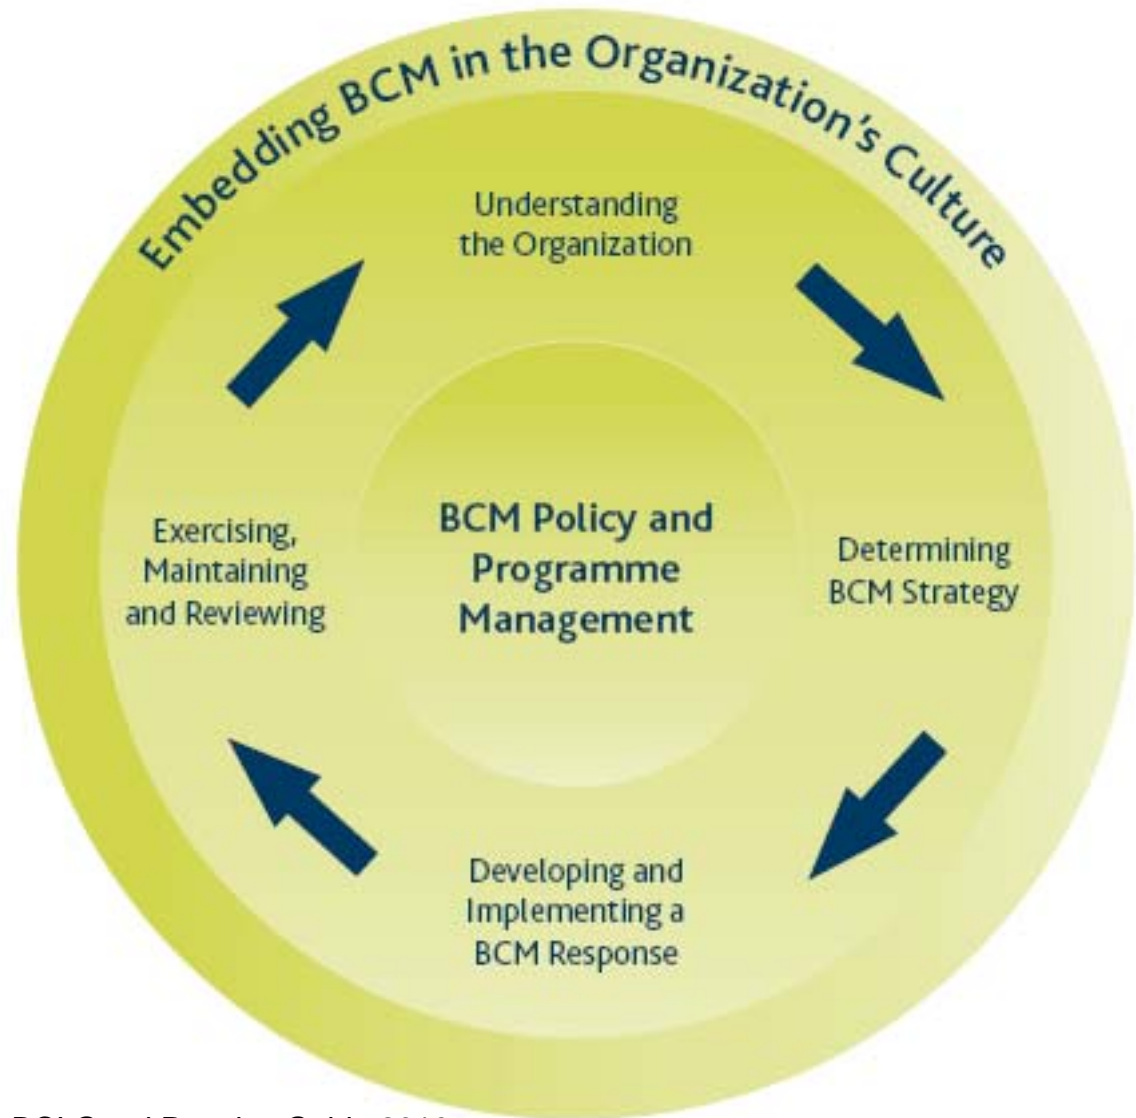 Embedding BCM in the Organization's Culture
Understanding
the Organization
Exercising,
Maintaining
and Reviewing
BCM Policy and
Programme
Management
Determining
BCM Strategy
Developing and
Implementing a
BCM Response